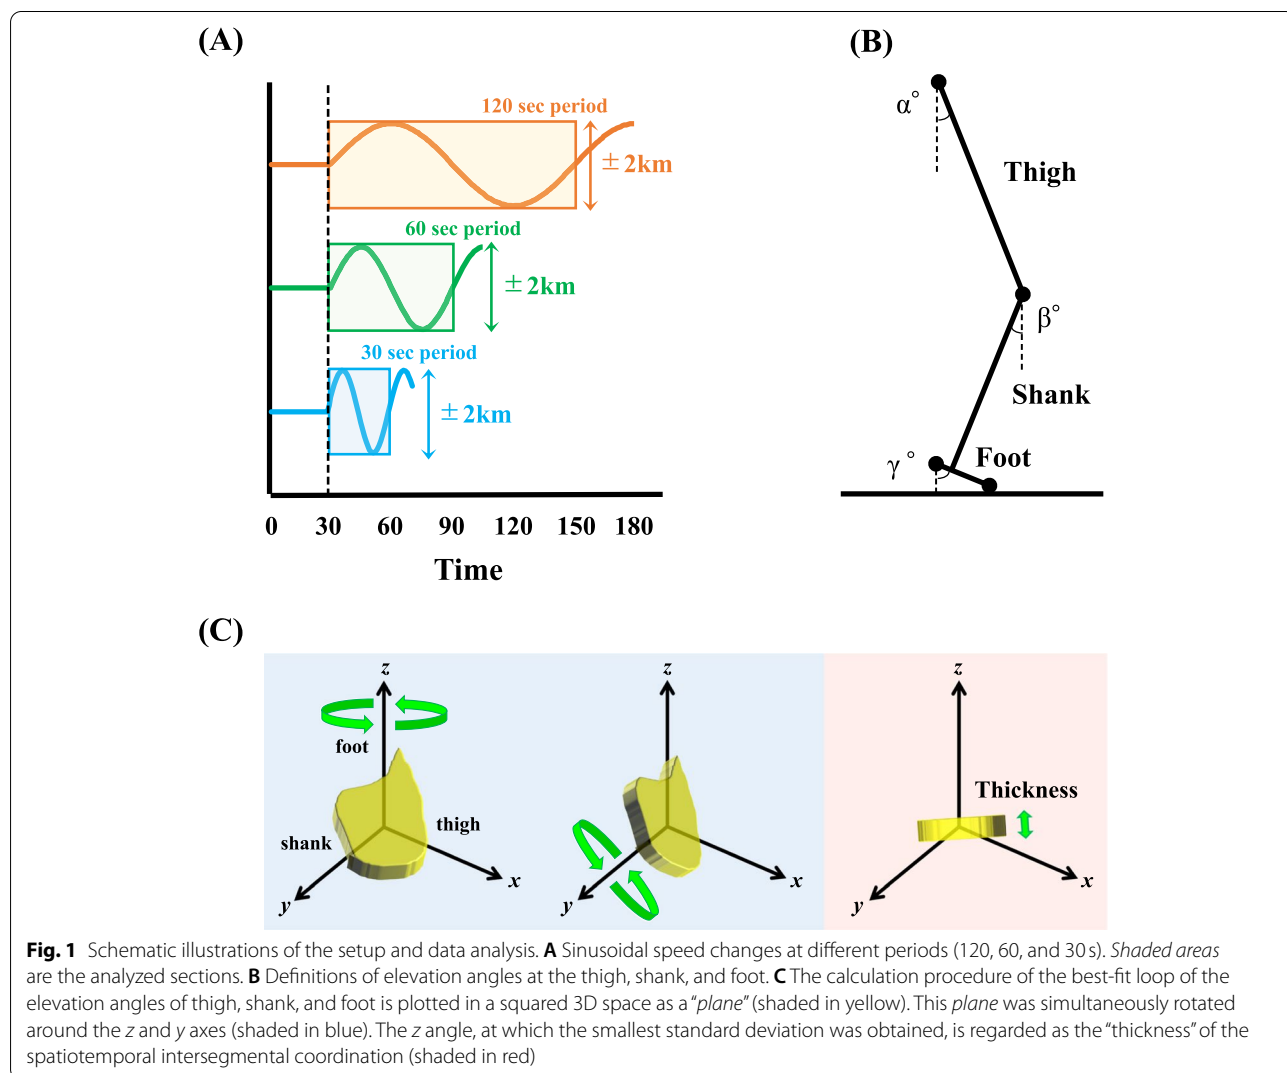 (A)
120 sec period
± 2km
60 sec period
± 2km
30 sec period
± 2km
0 30 60 90 120 150 180
Time
(B)
α°
Thigh
β°
Shank
γ°
Foot
(C)
z
foot
shank
thigh
y
x
z
y
x
z
Thickness
y
x
Fig. 1 Schematic illustrations of the setup and data analysis. A Sinusoidal speed changes at different periods (120, 60, and 30 s). Shaded areas
are the analyzed sections. B Definitions of elevation angles at the thigh, shank, and foot. C The calculation procedure of the best-fit loop of the
elevation angles of thigh, shank, and foot is plotted in a squared 3D space as a “plane” (shaded in yellow). This plane was simultaneously rotated
around the z and y axes (shaded in blue). The z angle, at which the smallest standard deviation was obtained, is regarded as the “thickness” of the
spatiotemporal intersegmental coordination (shaded in red)